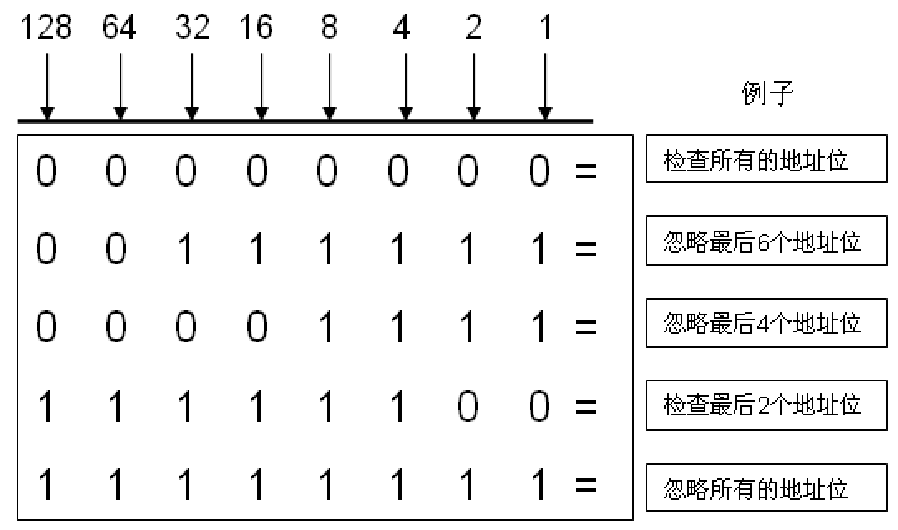 128 64 32 16 8 4 2 1
例子
0 0 0 0 0 0 0 0 = 检查所有的地址位
0 0 1 1 1 1 1 1 = 忽略最后6个地址位
0 0 0 0 1 1 1 1 = 忽略最后4个地址位
1 1 1 1 1 1 0 0 = 检查最后2个地址位
1 1 1 1 1 1 1 1 = 忽略所有的地址位